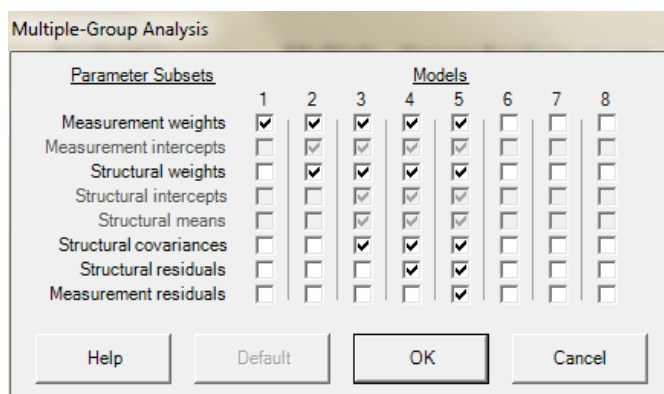 Multiple-Group Analysis
Parameter Subsets Models
1 2 3 4 5 6 7 8
Measurement weights
Measurement intercepts
Structural weights
Structural intercepts
Structural means
Structural covariances
Structural residuals
Measurement residuals
Help Default OK Cancel